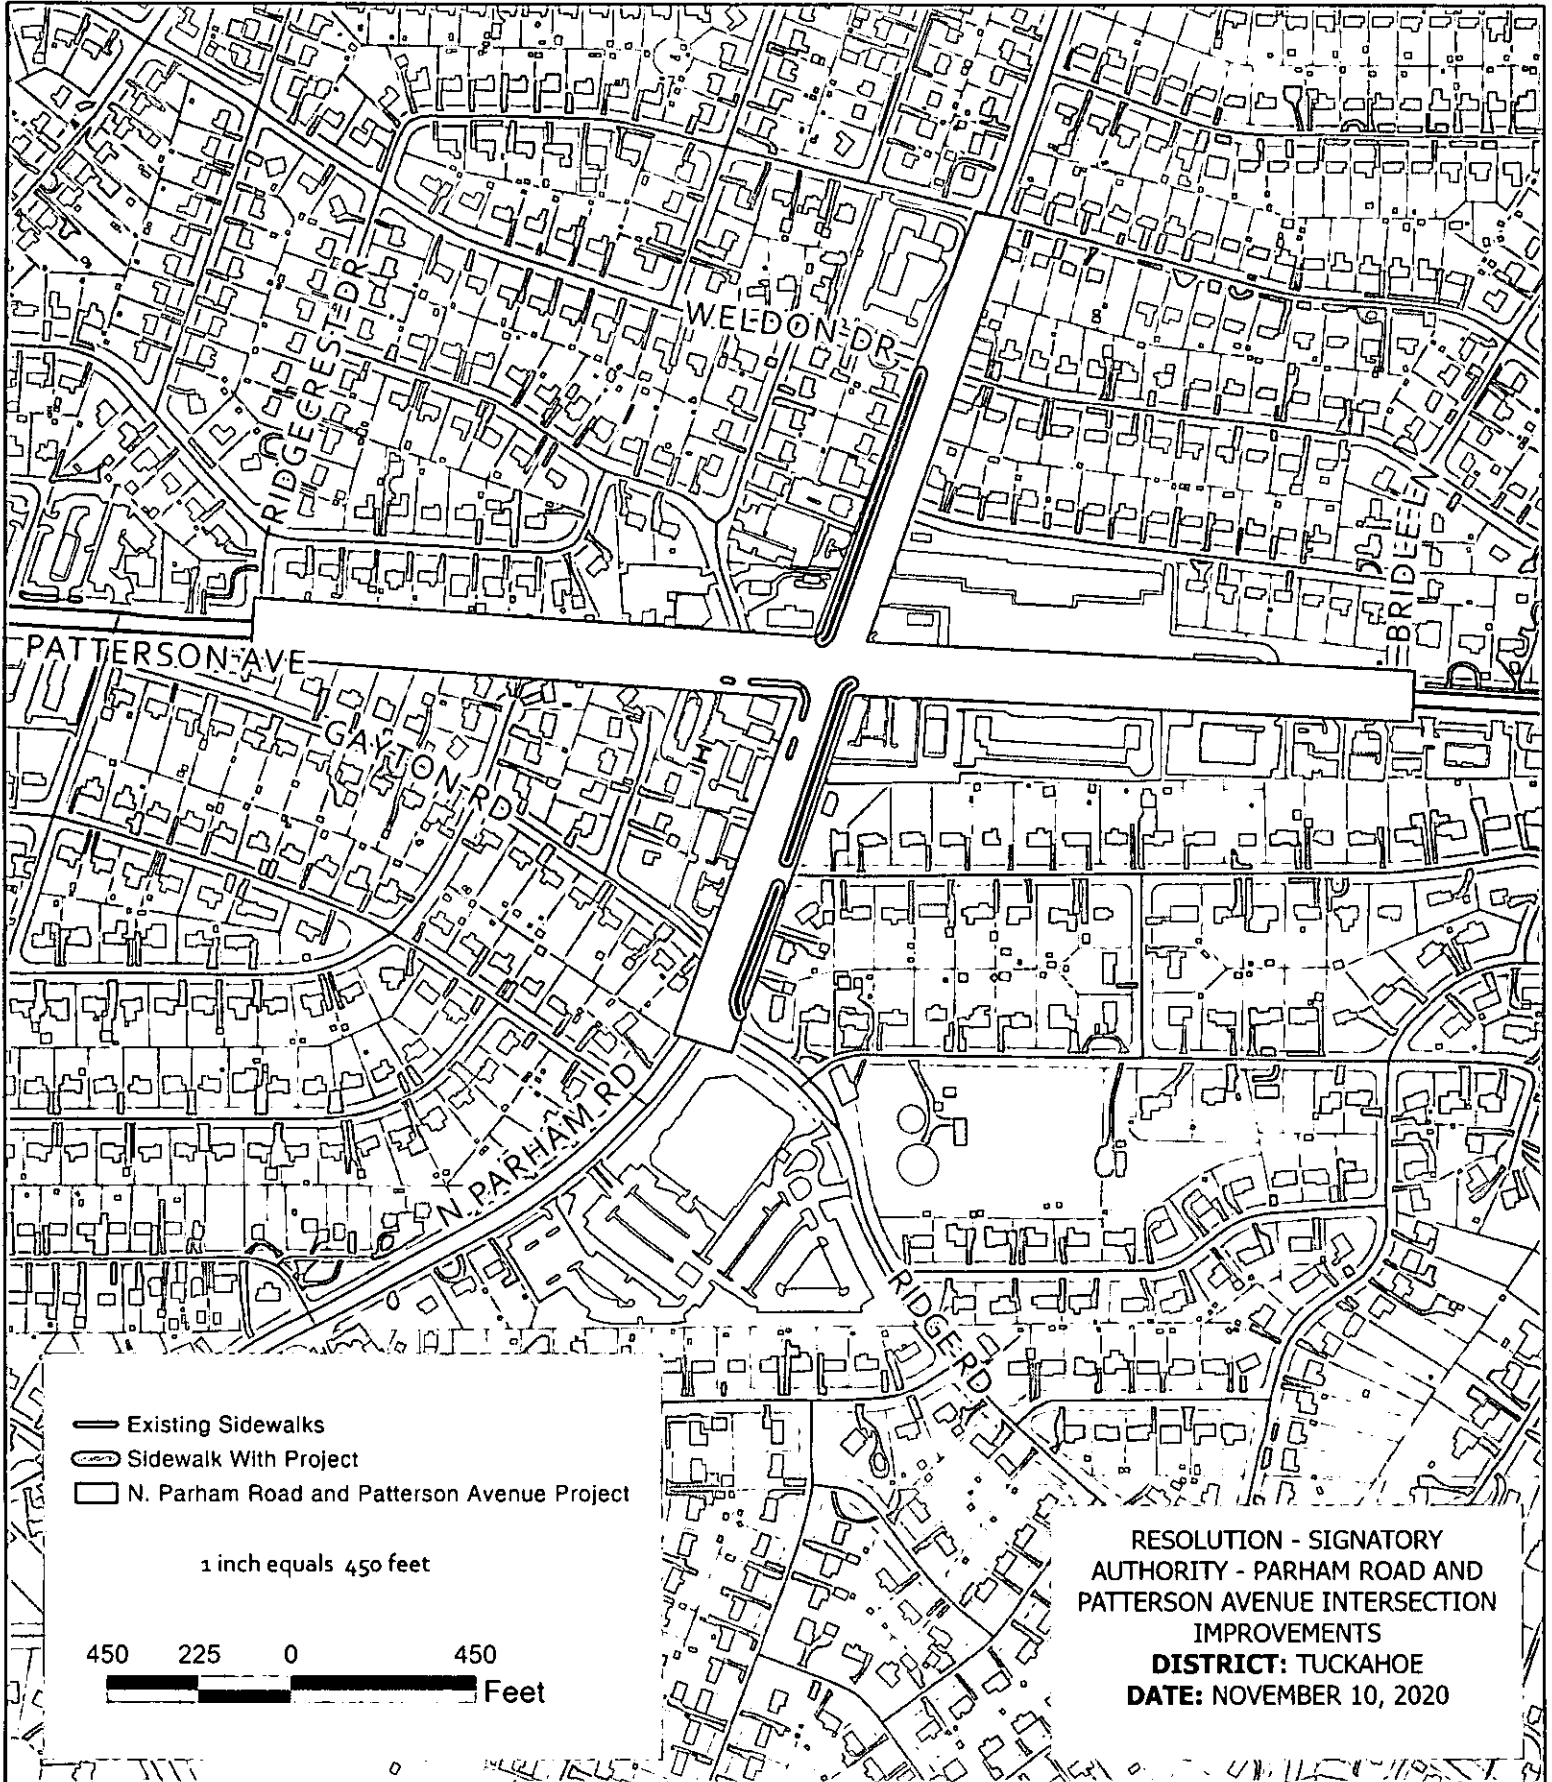 WELDON DR
RIDGECREST DR
BRIDLE LN
PATTERSON AVE
GAYTON RD
N. PARHAM RD
RIDGE RD
Existing Sidewalks
Sidewalk With Project
N. Parham Road and Patterson Avenue Project
1 inch equals 450 feet
450 225 0 450
Feet
RESOLUTION - SIGNATORY
AUTHORITY - PARHAM ROAD AND
PATTERSON AVENUE INTERSECTION
IMPROVEMENTS
DISTRICT: TUCKAHOE
DATE: NOVEMBER 10, 2020